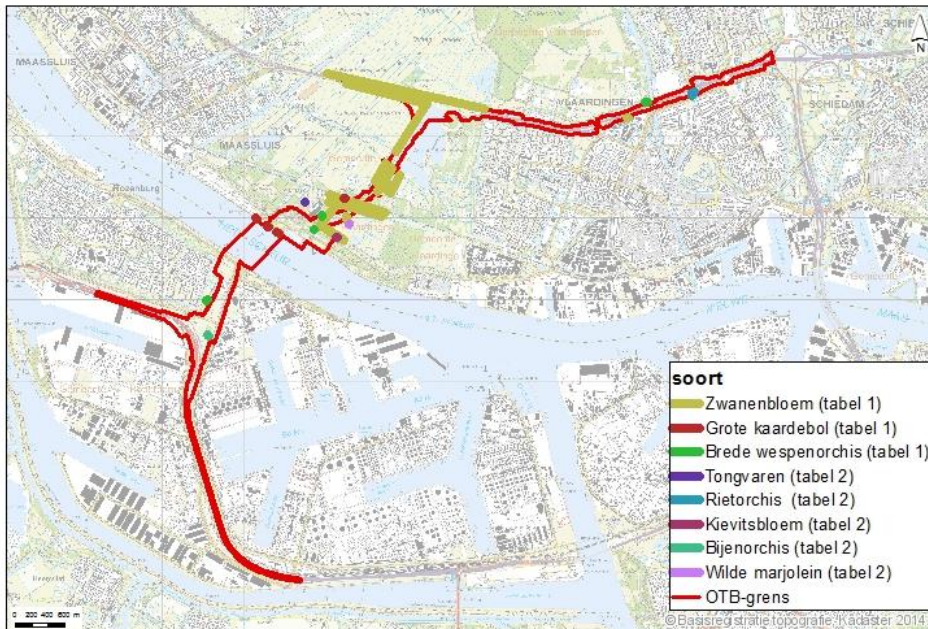 SCHIE
N
MAASSLUIS
VLAARDINGEN
SCHIEDAM
MAASSLUIS
Rozenburg
soort
Zwanenbloem (tabel 1)
Grote kaardebol (tabel 1)
Brede wespenorchis (tabel 1)
Tongvaren (tabel 2)
Rietorchis (tabel 2)
Kievitsbloem (tabel 2)
Bijenorchis (tabel 2)
Wilde marjolein (tabel 2)
OTB-grens
0 200 400 600 m
©Basisregistratie topografie, Kadaster 2014